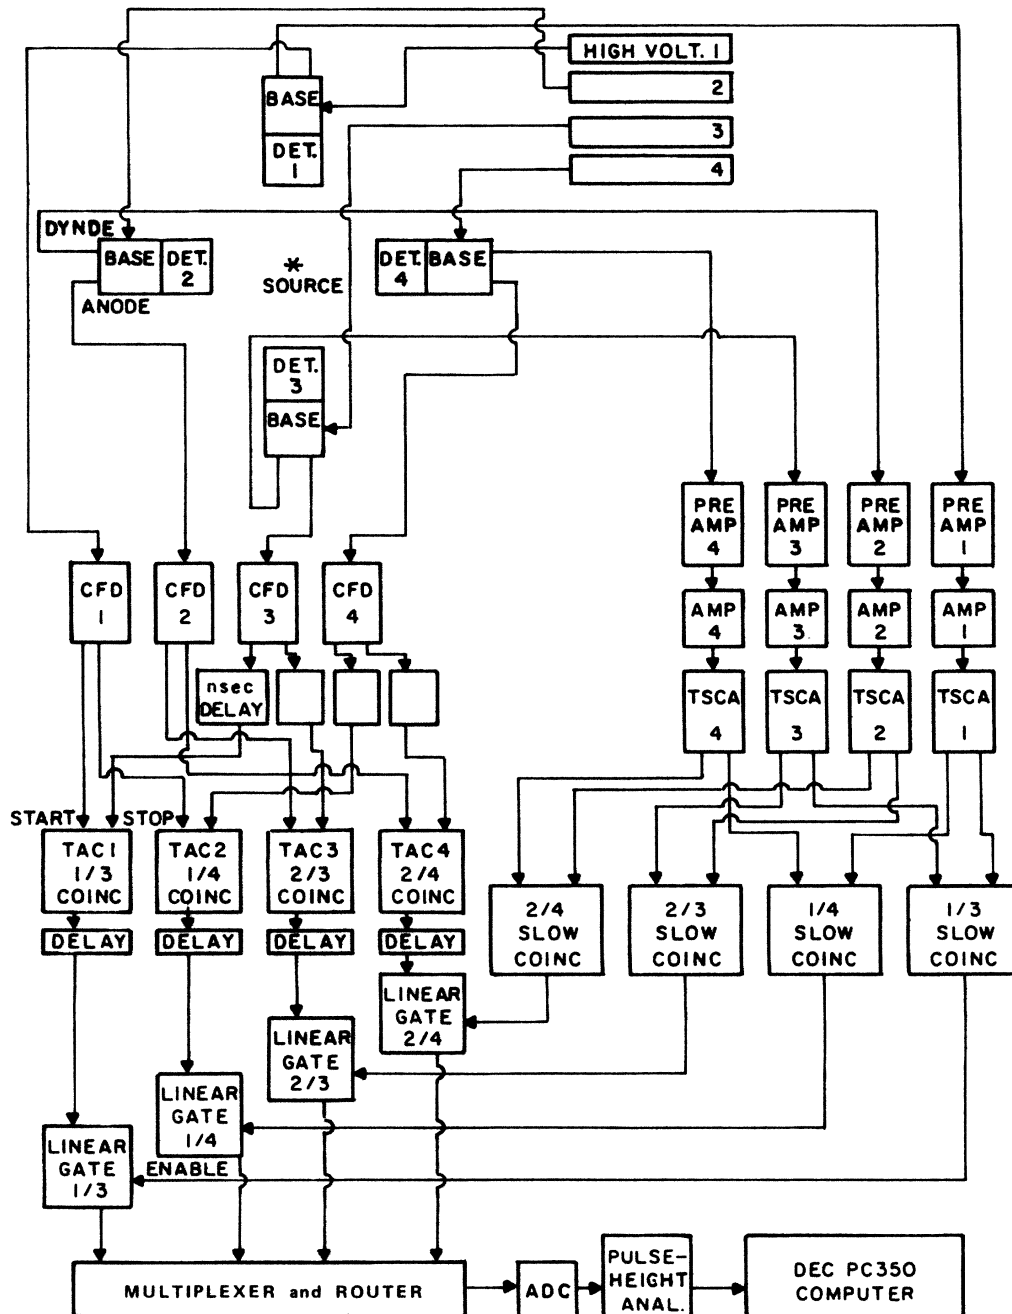 HIGH VOLT. 1
2
3
4
BASE
DET.
1
DYNDE
BASE
DET.
2
ANODE
*
SOURCE
DET.
4
BASE
DET.
3
BASE
PRE
AMP
4
PRE
AMP
3
PRE
AMP
2
PRE
AMP
1
CFD
1
CFD
2
CFD
3
CFD
4
AMP
4
AMP
3
AMP
2
AMP
1
nsec
DELAY
TSCA
4
TSCA
3
TSCA
2
TSCA
1
START
STOP
TAC1
1/3
COINC
TAC2
1/4
COINC
TAC3
2/3
COINC
TAC4
2/4
COINC
2/4
SLOW
COINC
2/3
SLOW
COINC
1/4
SLOW
COINC
1/3
SLOW
COINC
DELAY
DELAY
DELAY
DELAY
LINEAR
GATE
2/4
LINEAR
GATE
2/3
LINEAR
GATE
1/4
LINEAR
GATE
1/3
ENABLE
MULTIPLEXER and ROUTER
ADC
PULSE-
HEIGHT
ANAL.
DEC PC350
COMPUTER